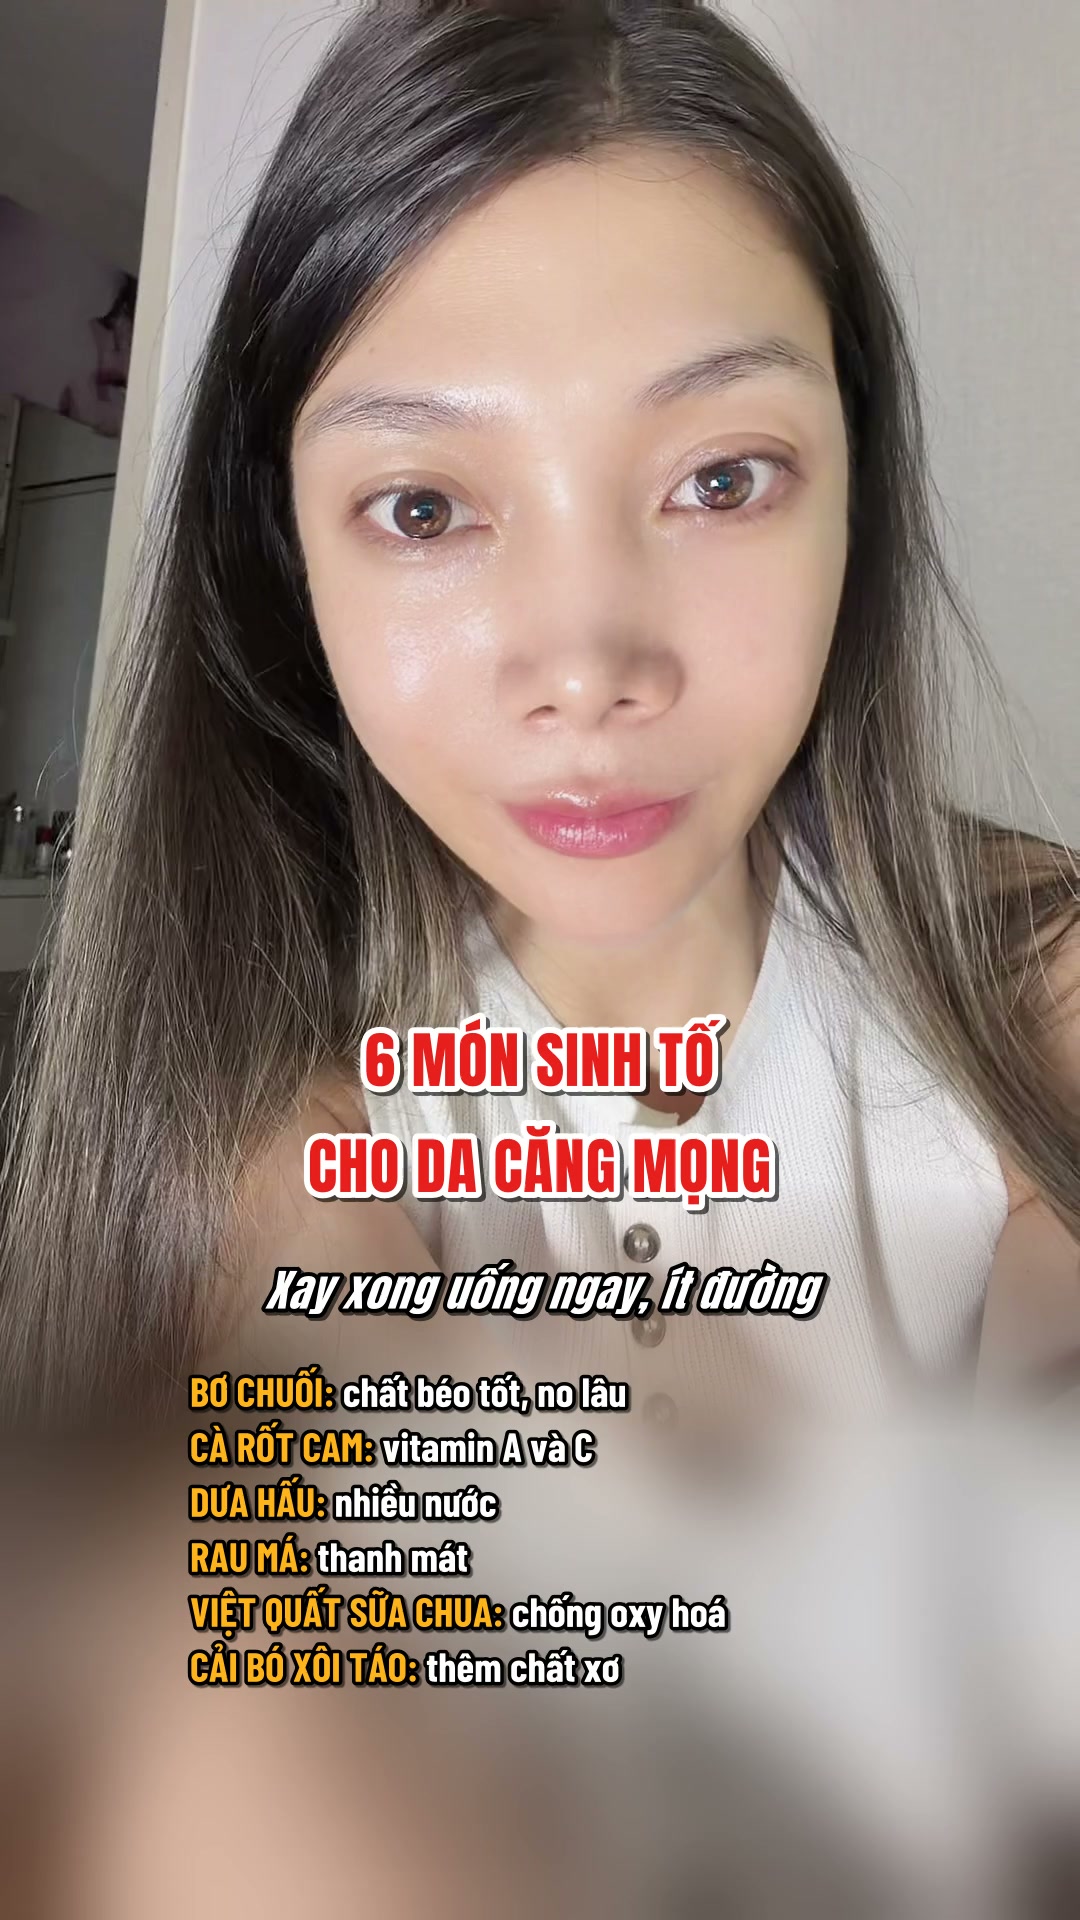 6 MÓN SINH TỐ
CHO DA CĂNG MỌNG
Xay xong uống ngay, ít đường
BƠ CHUỐI: chất béo tốt, no lâu
CÀ RỐT CAM: vitamin A và C
DƯA HẤU: nhiều nước
RAU MÁ: thanh mát
VIỆT QUẤT SỮA CHUA: chống oxy hoá
CẢI BÓ XÔI TÁO: thêm chất xơ